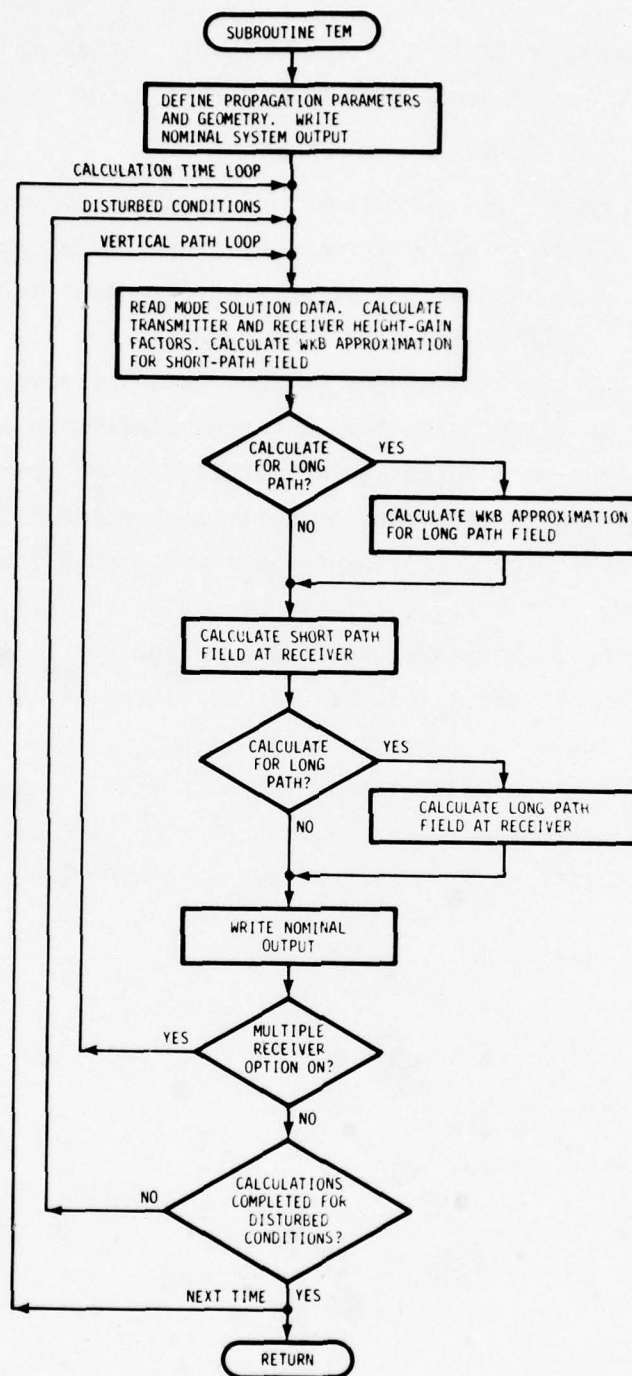 SUBROUTINE TEM
DEFINE PROPAGATION PARAMETERS
AND GEOMETRY. WRITE
NOMINAL SYSTEM OUTPUT
CALCULATION TIME LOOP
DISTURBED CONDITIONS
VERTICAL PATH LOOP
READ MODE SOLUTION DATA. CALCULATE
TRANSMITTER AND RECEIVER HEIGHT-GAIN
FACTORS. CALCULATE WKB APPROXIMATION
FOR SHORT-PATH FIELD
CALCULATE
FOR LONG
PATH?
YES
NO
CALCULATE WKB APPROXIMATION
FOR LONG PATH FIELD
CALCULATE SHORT PATH
FIELD AT RECEIVER
CALCULATE
FOR LONG
PATH?
YES
NO
CALCULATE LONG PATH
FIELD AT RECEIVER
WRITE NOMINAL
OUTPUT
MULTIPLE
RECEIVER
OPTION ON?
YES
NO
CALCULATIONS
COMPLETED FOR
DISTURBED
CONDITIONS?
NO
YES
NEXT TIME
RETURN